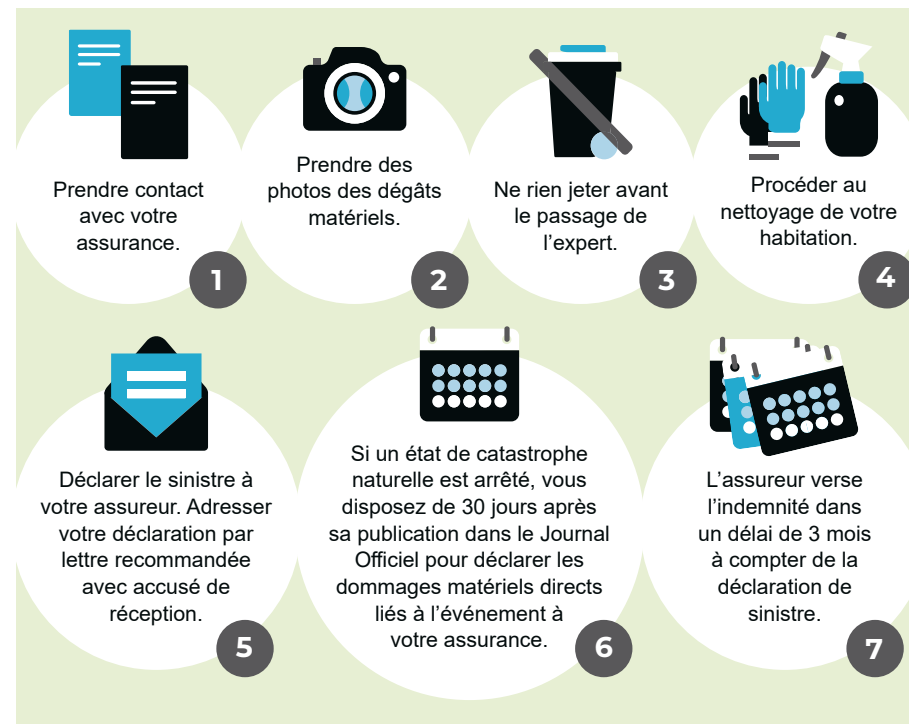 Prendre contact
avec votre
assurance.
1
Prendre des
photos des dégâts
matériels.
2
Ne rien jeter avant
le passage de
l’expert.
3
Procéder au
nettoyage de votre
habitation.
4
Déclarer le sinistre à
votre assureur. Adresser
votre déclaration par
lettre recommandée
avec accusé de
réception.
5
Si un état de catastrophe
naturelle est arrêté, vous
disposez de 30 jours après
sa publication dans le Journal
Officiel pour déclarer les
dommages matériels directs
liés à l’événement à
votre assurance.
6
L’assureur verse
l’indemnité dans
un délai de 3 mois
à compter de la
déclaration de
sinistre.
7